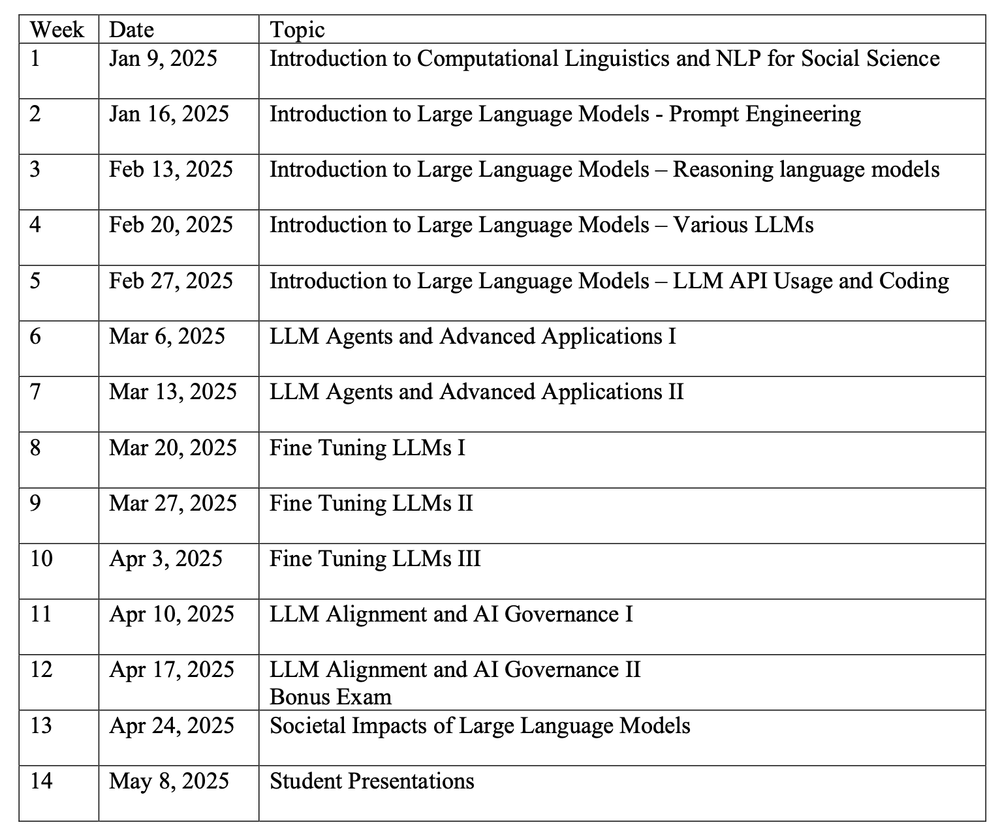 Week Date Topic
1 Jan 9, 2025 Introduction to Computational Linguistics and NLP for Social Science
2 Jan 16, 2025 Introduction to Large Language Models - Prompt Engineering
3 Feb 13, 2025 Introduction to Large Language Models – Reasoning language models
4 Feb 20, 2025 Introduction to Large Language Models – Various LLMs
5 Feb 27, 2025 Introduction to Large Language Models – LLM API Usage and Coding
6 Mar 6, 2025 LLM Agents and Advanced Applications I
7 Mar 13, 2025 LLM Agents and Advanced Applications II
8 Mar 20, 2025 Fine Tuning LLMs I
9 Mar 27, 2025 Fine Tuning LLMs II
10 Apr 3, 2025 Fine Tuning LLMs III
11 Apr 10, 2025 LLM Alignment and AI Governance I
12 Apr 17, 2025 LLM Alignment and AI Governance II
Bonus Exam
13 Apr 24, 2025 Societal Impacts of Large Language Models
14 May 8, 2025 Student Presentations